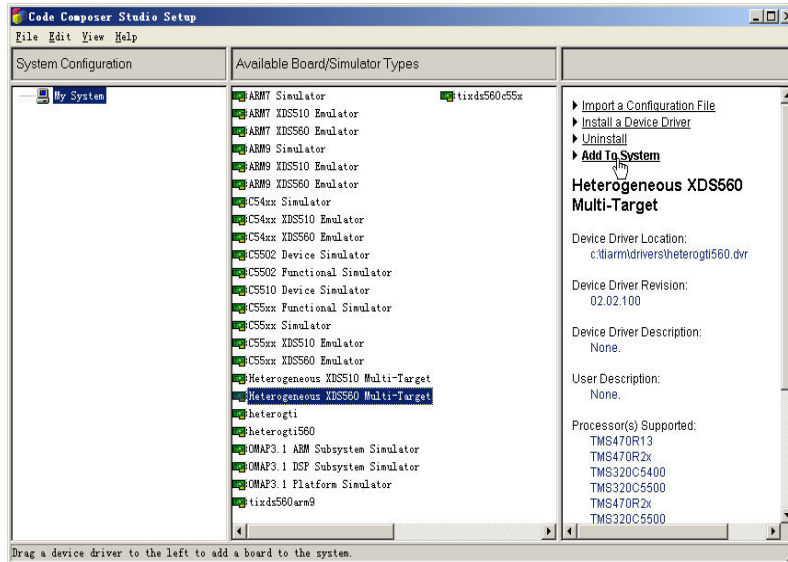 Code Composer Studio Setup
File Edit View Help
System Configuration
Available Board/Simulator Types
My System
ARM7 Simulator
ARM7 XDS510 Emulator
ARM7 XDS560 Emulator
ARM9 Simulator
ARM9 XDS510 Emulator
ARM9 XDS560 Emulator
C54xx Simulator
C54xx XDS510 Emulator
C54xx XDS560 Emulator
C5502 Device Simulator
C5502 Functional Simulator
C5510 Device Simulator
C55xx Functional Simulator
C55xx Simulator
C55xx XDS510 Emulator
C55xx XDS560 Emulator
Heterogeneous XDS510 Multi-Target
Heterogeneous XDS560 Multi-Target
heterogti
heterogti560
OMAP3.1 ARM Subsystem Simulator
OMAP3.1 DSP Subsystem Simulator
OMAP3.1 Platform Simulator
tixds560arm9
tixds560c55x
Import a Configuration File
Install a Device Driver
Uninstall
Add To System
Heterogeneous XDS560
Multi-Target
Device Driver Location:
c:\tiarm\drivers\heterogti560.dvr
Device Driver Revision:
02.02.100
Device Driver Description:
None.
User Description:
None.
Processor(s) Supported:
TMS470R13
TMS470R2x
TMS320C5400
TMS320C5500
TMS470R2x
TMS320C5500
Drag a device driver to the left to add a board to the system.